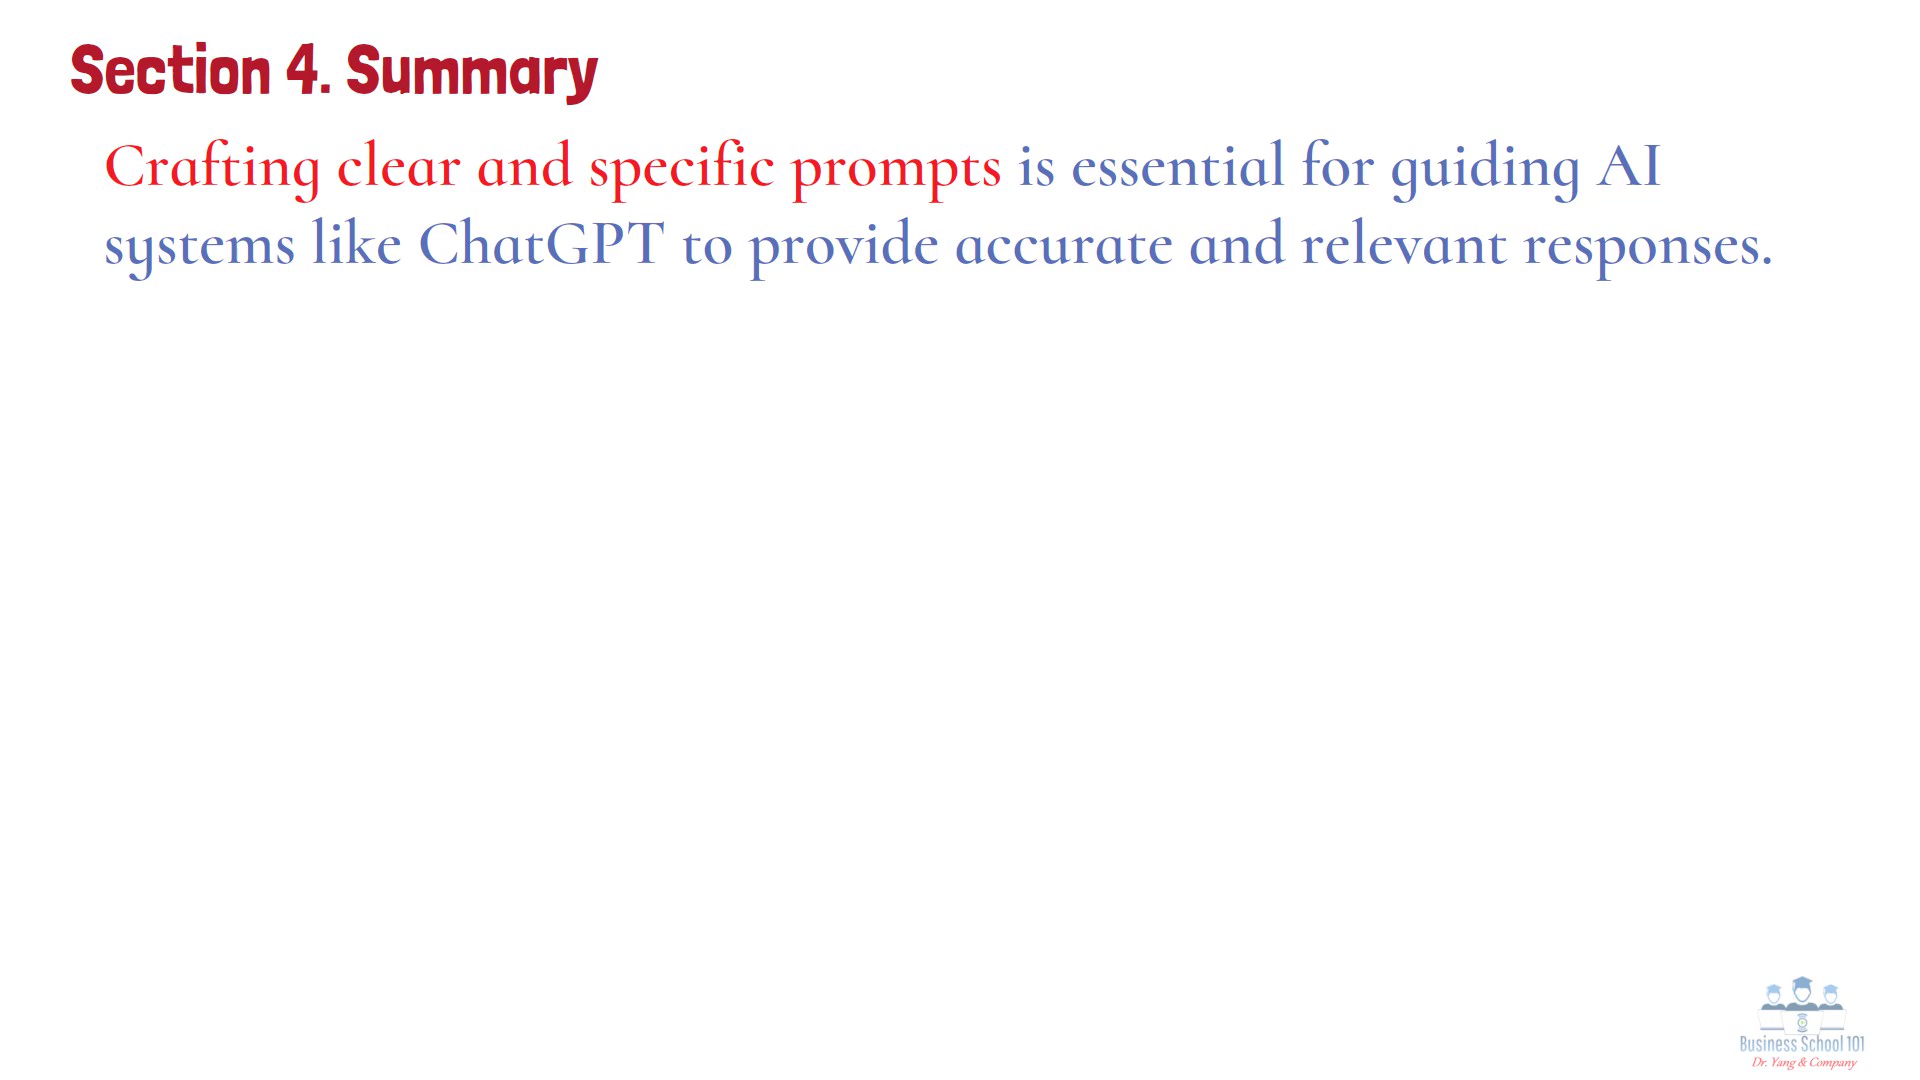 Section 4. Summary
Crafting clear and specific prompts is essential for guiding AI
systems like ChatGPT to provide accurate and relevant responses.
Business School 101
Dr. Yang & Company